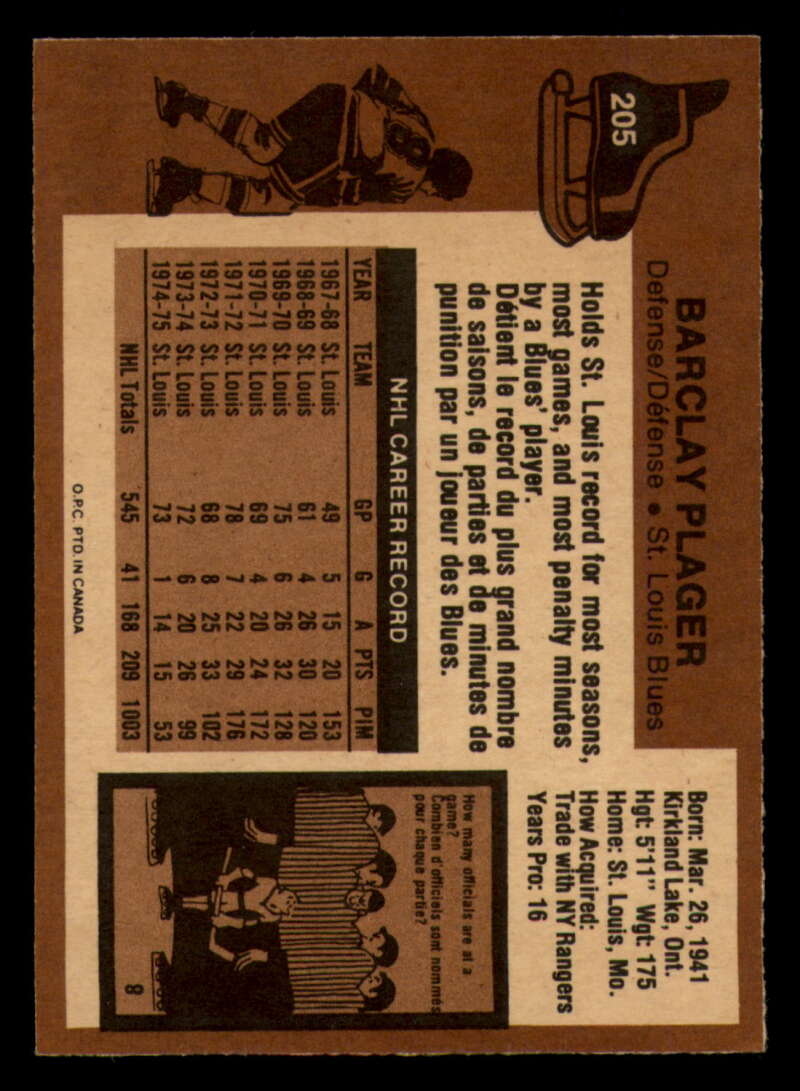 205
BARCLAY PLAGER
Defense/Défense • St. Louis Blues
Born: Mar. 26, 1941
Kirkland Lake, Ont.
Hgt: 5'11" Wgt: 175
Home: St. Louis, Mo.
How Acquired:
Trade with NY Rangers
Years Pro: 16
Holds St. Louis record for most seasons,
most games, and most penalty minutes
by a Blues' player.
Détient le record du plus grand nombre
de saisons, de parties et de minutes de
punition par un joueur des Blues.
NHL CAREER RECORD
YEAR TEAM GP G A PTS PIM
1967-68 St. Louis 49 5 15 20 153
1968-69 St. Louis 61 4 26 30 120
1969-70 St. Louis 75 6 26 32 128
1970-71 St. Louis 69 4 20 24 172
1971-72 St. Louis 78 7 22 29 176
1972-73 St. Louis 68 8 25 33 102
1973-74 St. Louis 72 6 20 26 99
1974-75 St. Louis 73 1 14 15 53
NHL Totals 545 41 168 209 1003
How many officials are at a
game?
Combien d'officiels sont nommés
pour chaque partie?
8
O.P.C. PTD. IN CANADA